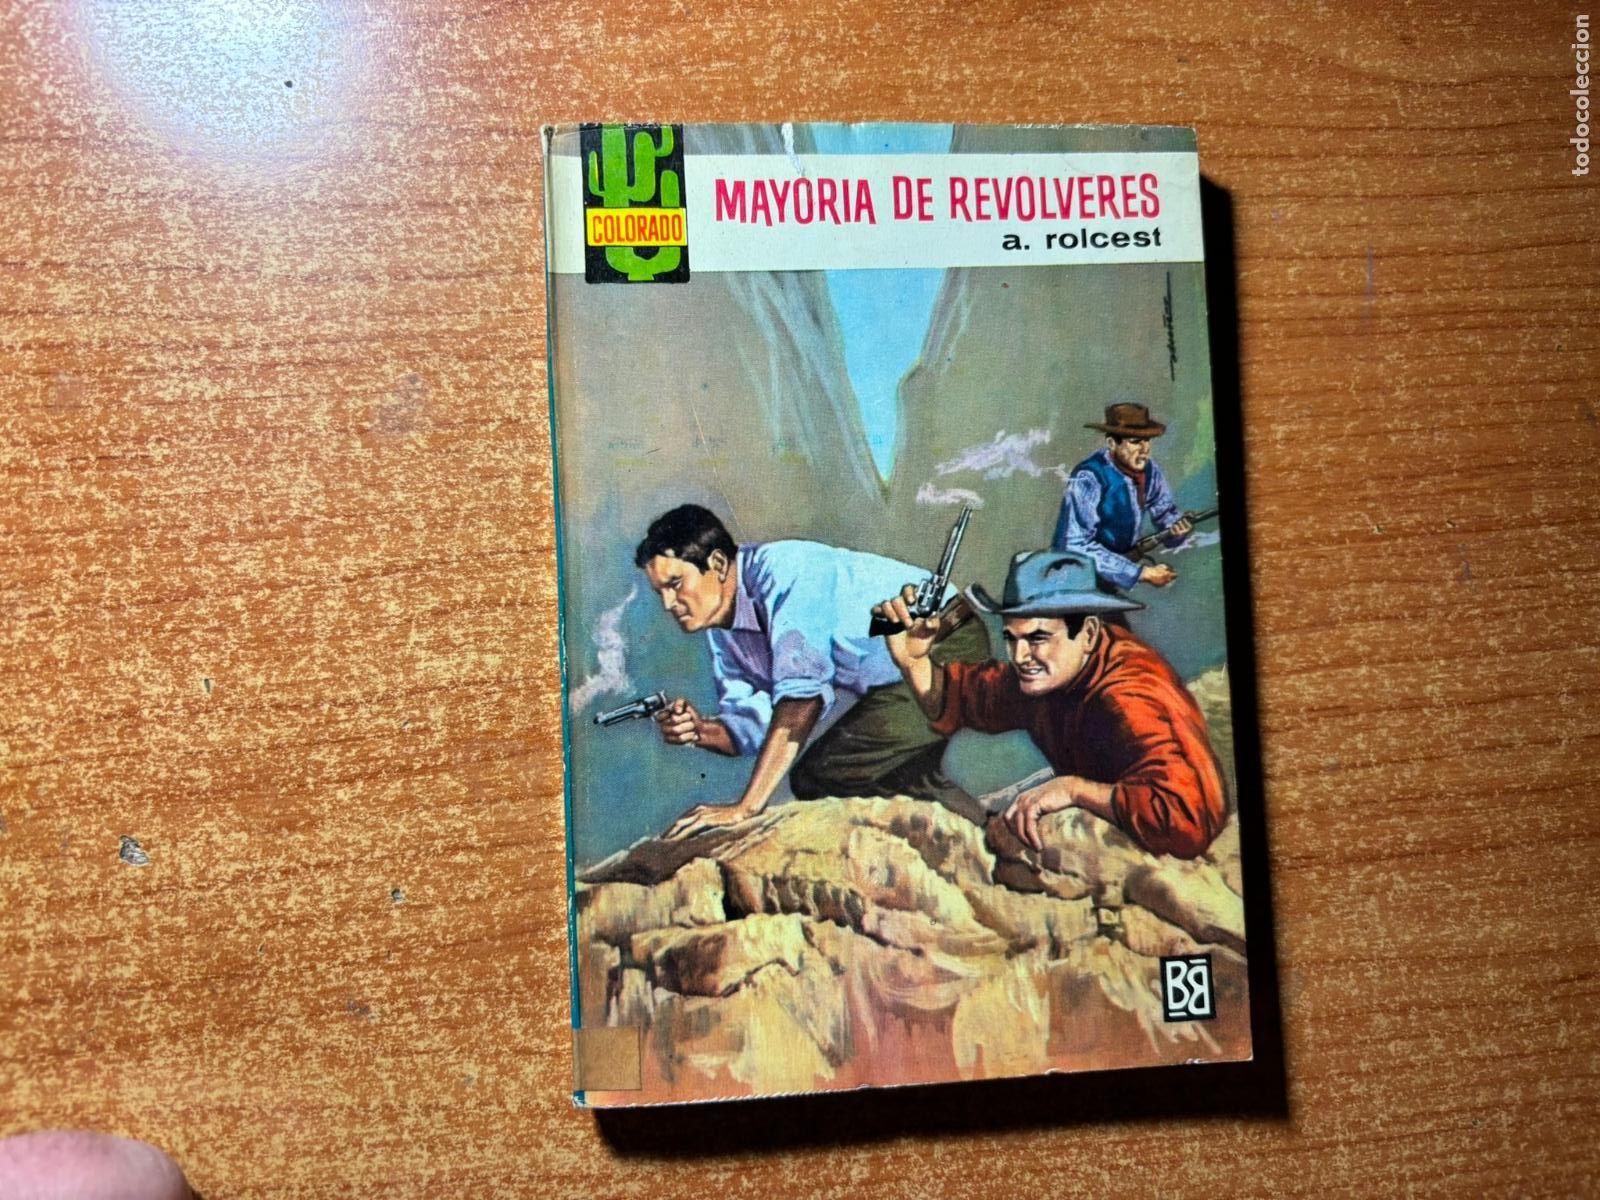 COLORADO
MAYORIA DE REVOLVERES
a. rolcest
BB
todocoleccion